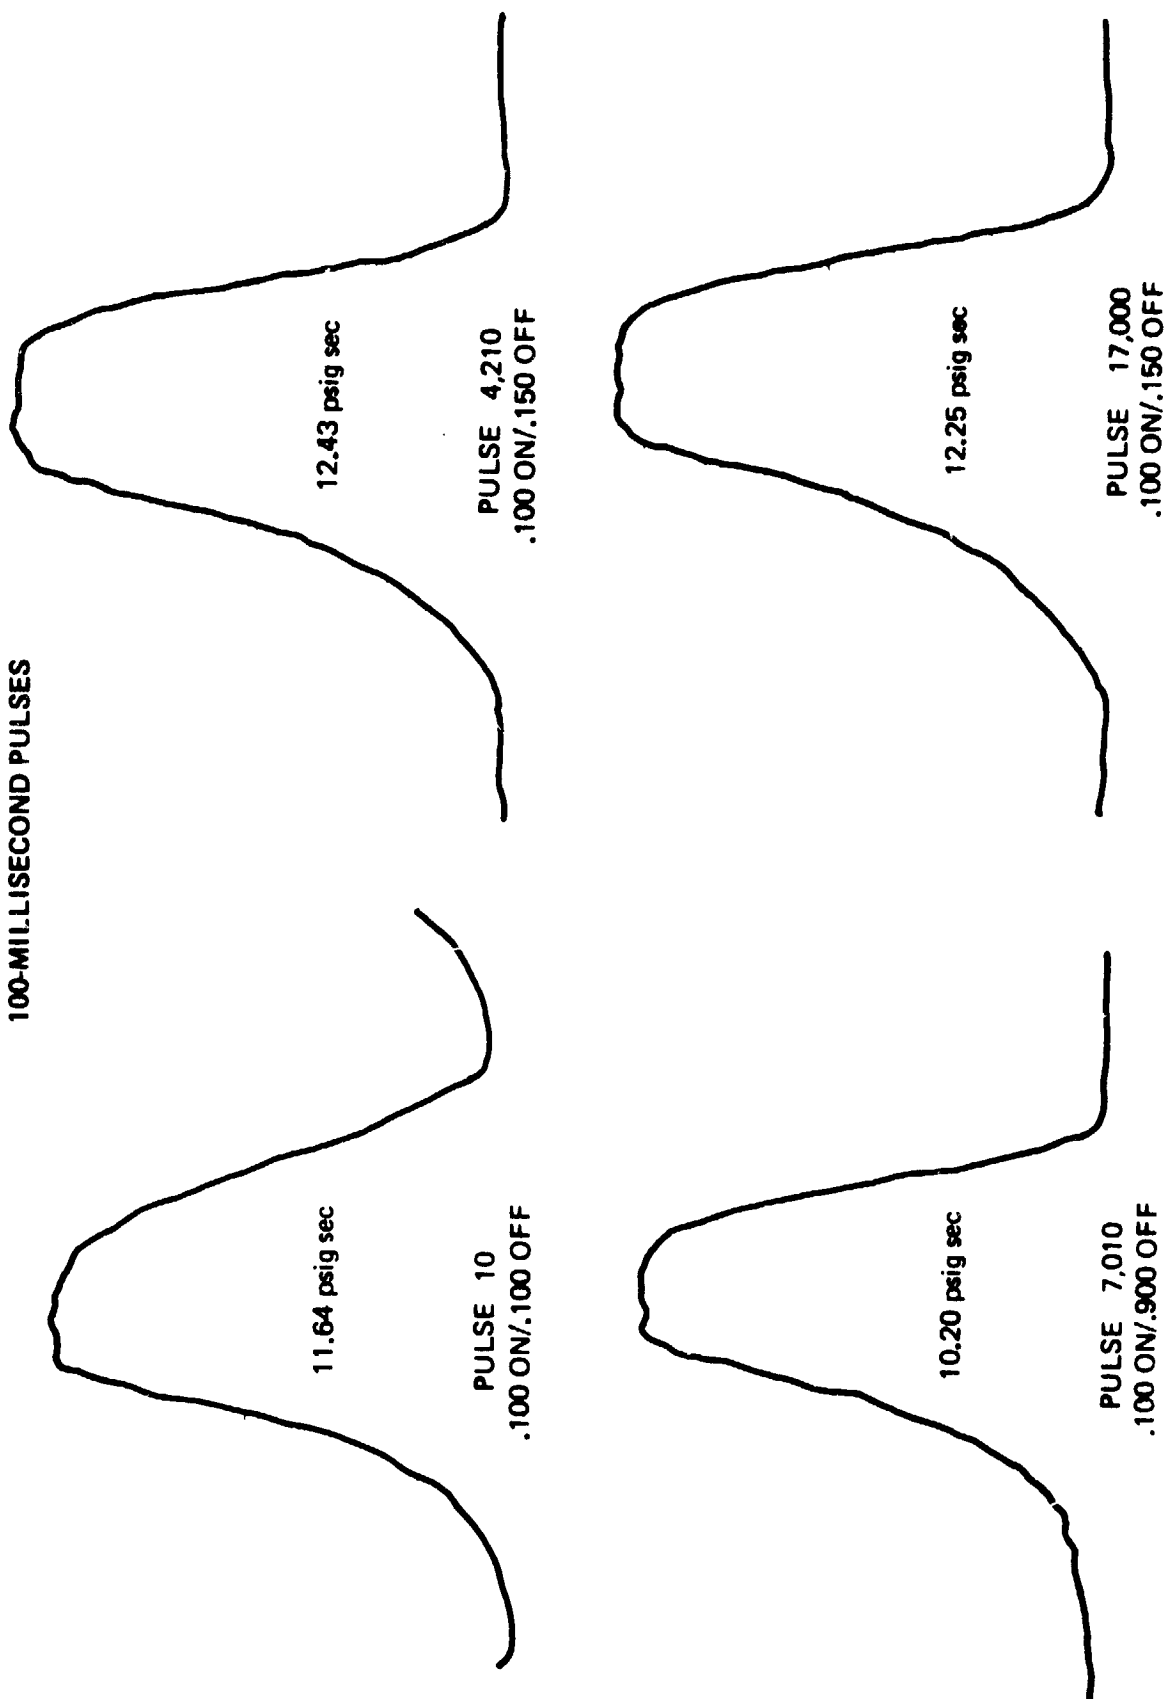 100-MILLISECOND PULSES
11.64 psig sec
PULSE 10
.100 ON/.100 OFF
12.43 psig sec
PULSE 4,210
.100 ON/.150 OFF
10.20 psig sec
PULSE 7,010
.100 ON/.900 OFF
12.25 psig sec
PULSE 17,000
.100 ON/.150 OFF